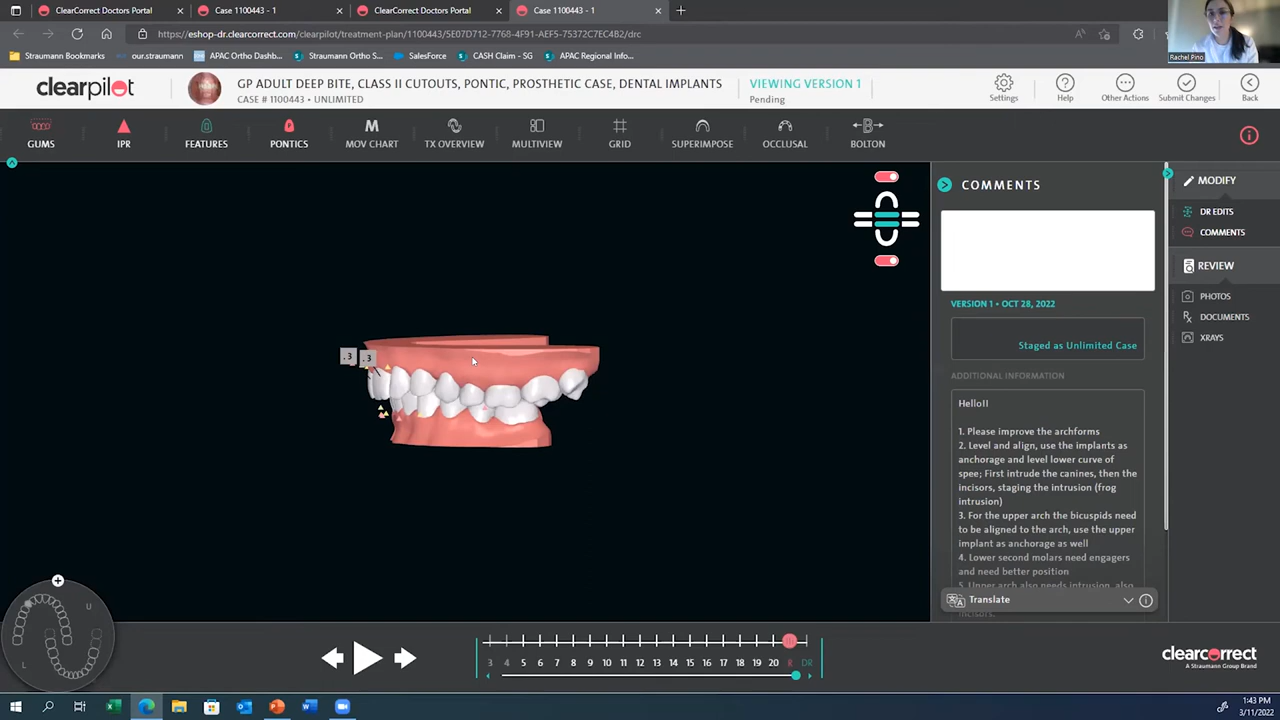 ClearCorrect Doctors Portal
Case 1100443 - 1
ClearCorrect Doctors Portal
Case 1100443 - 1
https://eshop-dr.clearcorrect.com/clearpilot/treatment-plan/1100443/5E07D712-7768-4F91-AEF5-75372C7EC4B2/drc
Straumann Bookmarks
our.straumann
APAC Ortho Dashb...
Straumann Ortho S...
SalesForce
CASH Claim - SG
APAC Regional Info...
Rachel Pino
clearpilot
GP ADULT DEEP BITE, CLASS II CUTOUTS, PONTIC, PROSTHETIC CASE, DENTAL IMPLANTS
CASE # 1100443 • UNLIMITED
VIEWING VERSION 1
Pending
Settings
Help
Other Actions
Submit Changes
Back
GUMS
IPR
FEATURES
PONTICS
MOV CHART
TX OVERVIEW
MULTIVIEW
GRID
SUPERIMPOSE
OCCLUSAL
BOLTON
COMMENTS
VERSION 1 • OCT 28, 2022
Staged as Unlimited Case
ADDITIONAL INFORMATION
Hello!!
1. Please improve the archforms
2. Level and align, use the implants as
anchorage and level lower curve of
spee; First intrude the canines, then the
incisors, staging the intrusion (frog
intrusion)
3. For the upper arch the bicuspids need
to be aligned to the arch, use the upper
implant as anchorage as well
4. Lower second molars need engagers
and need better position
5. Upper arch also needs intrusion, also
incisors.
Translate
MODIFY
DR EDITS
COMMENTS
REVIEW
PHOTOS
DOCUMENTS
XRAYS
.3 .3
U
L
3 4 5 6 7 8 9 10 11 12 13 14 15 16 17 18 19 20 R DR
clearcorrect
A Straumann Group Brand
1:43 PM
3/11/2022